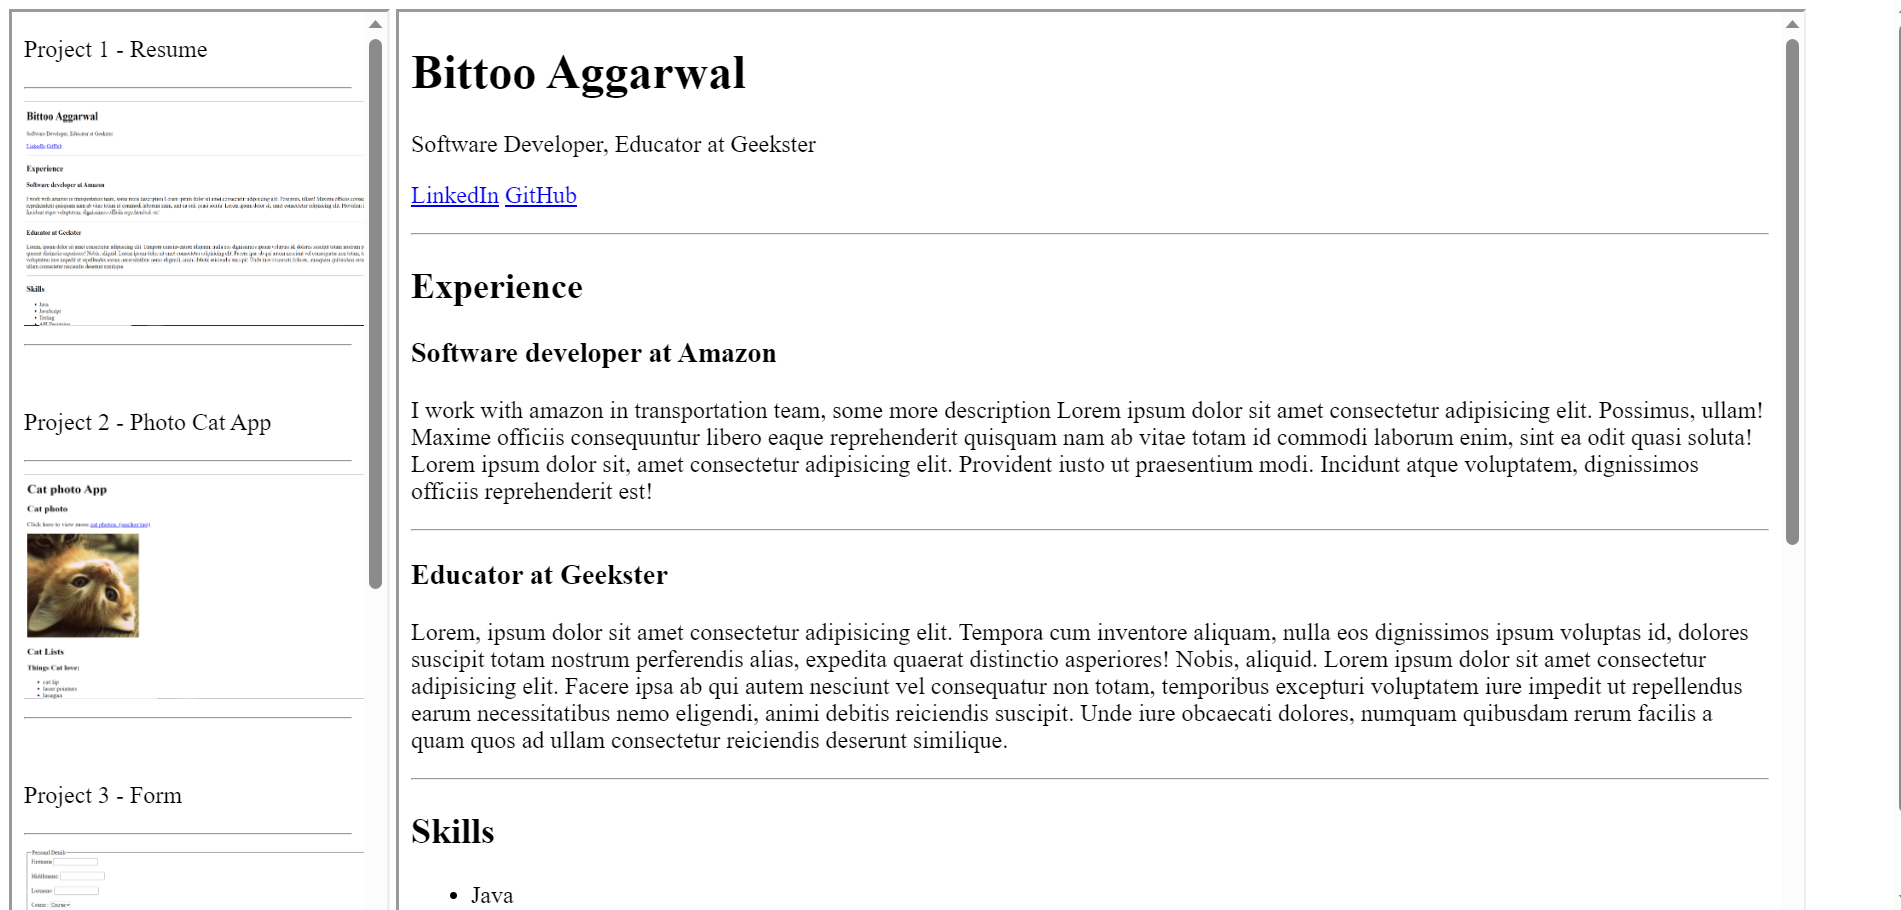 Project 1 - Resume
Bittoo Aggarwal
Software Developer, Educator at Geekster
LinkedIn GitHub
Experience
Software developer at Amazon
Educator at Geekster
Skills
Java
JavaScript
Testing
Project 2 - Photo Cat App
Cat photo App
Cat photo
Click here to view more cat photos. (anchor tag)
Cat Lists
Things Cat love:
cat lip
laser pointers
lasagna
Project 3 - Form
Personal Details
Firstname
Middlename:
Lastname:
Course : Course
Bittoo Aggarwal
Software Developer, Educator at Geekster
LinkedIn GitHub
Experience
Software developer at Amazon
I work with amazon in transportation team, some more description Lorem ipsum dolor sit amet consectetur adipisicing elit. Possimus, ullam!
Maxime officiis consequuntur libero eaque reprehenderit quisquam nam ab vitae totam id commodi laborum enim, sint ea odit quasi soluta!
Lorem ipsum dolor sit, amet consectetur adipisicing elit. Provident iusto ut praesentium modi. Incidunt atque voluptatem, dignissimos
officiis reprehenderit est!
Educator at Geekster
Lorem, ipsum dolor sit amet consectetur adipisicing elit. Tempora cum inventore aliquam, nulla eos dignissimos ipsum voluptas id, dolores
suscipit totam nostrum perferendis alias, expedita quaerat distinctio asperiores! Nobis, aliquid. Lorem ipsum dolor sit amet consectetur
adipisicing elit. Facere ipsa ab qui autem nesciunt vel consequatur non totam, temporibus excepturi voluptatem iure impedit ut repellendus
earum necessitatibus nemo eligendi, animi debitis reiciendis suscipit. Unde iure obcaecati dolores, numquam quibusdam rerum facilis a
quam quos ad ullam consectetur reiciendis deserunt similique.
Skills
Java